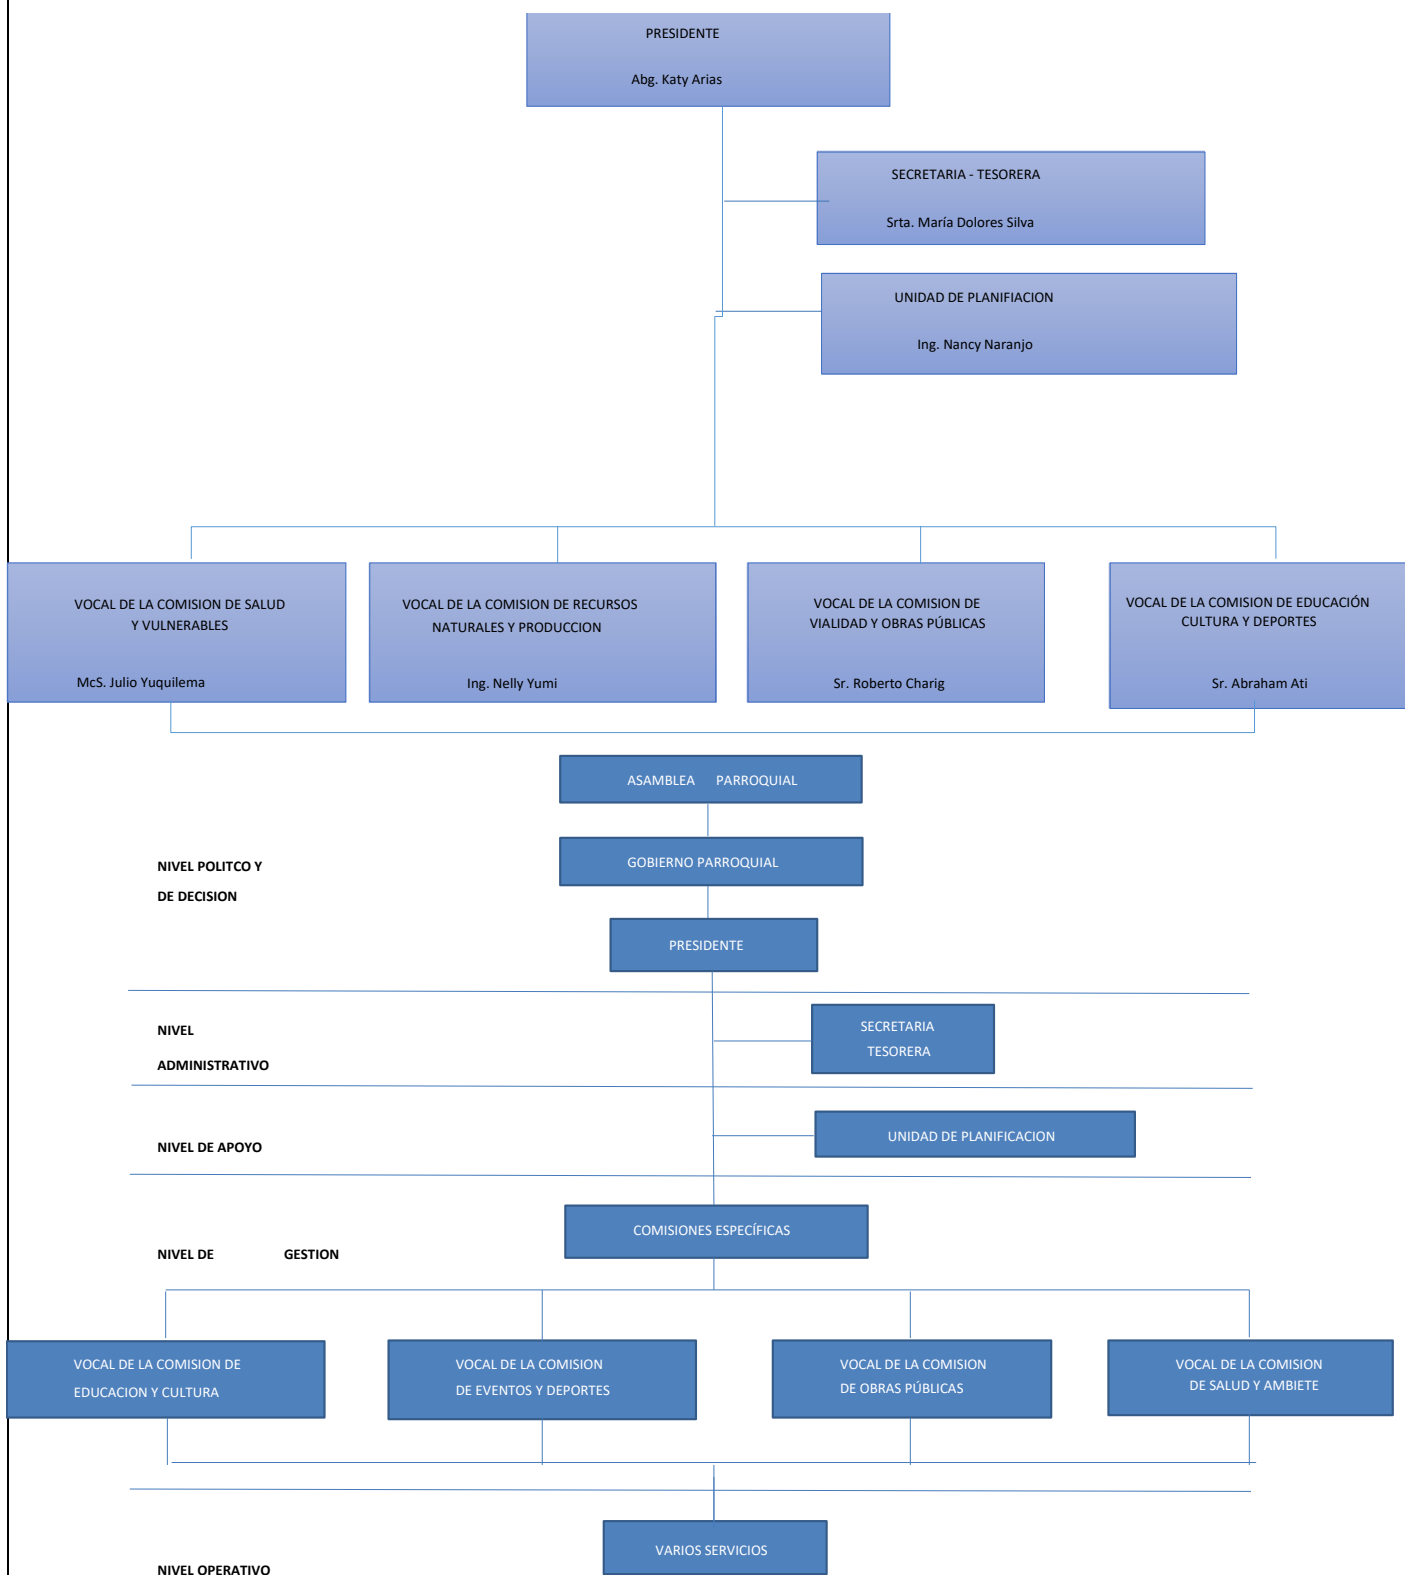 PRESIDENTE
Abg. Katy Arias
SECRETARIA - TESORERA
Srta. María Dolores Silva
UNIDAD DE PLANIFIACION
Ing. Nancy Naranjo
VOCAL DE LA COMISION DE SALUD
Y VULNERABLES
McS. Julio Yuquilema
VOCAL DE LA COMISION DE RECURSOS
NATURALES Y PRODUCCION
Ing. Nelly Yumi
VOCAL DE LA COMISION DE
VIALIDAD Y OBRAS PÚBLICAS
Sr. Roberto Charig
VOCAL DE LA COMISION DE EDUCACIÓN
CULTURA Y DEPORTES
Sr. Abraham Ati
ASAMBLEA PARROQUIAL
NIVEL POLITCO Y
DE DECISION
GOBIERNO PARROQUIAL
PRESIDENTE
NIVEL
ADMINISTRATIVO
SECRETARIA
TESORERA
NIVEL DE APOYO
UNIDAD DE PLANIFICACION
COMISIONES ESPECÍFICAS
NIVEL DE GESTION
VOCAL DE LA COMISION DE
EDUCACION Y CULTURA
VOCAL DE LA COMISION
DE EVENTOS Y DEPORTES
VOCAL DE LA COMISION
DE OBRAS PÚBLICAS
VOCAL DE LA COMISION
DE SALUD Y AMBIETE
VARIOS SERVICIOS
NIVEL OPERATIVO